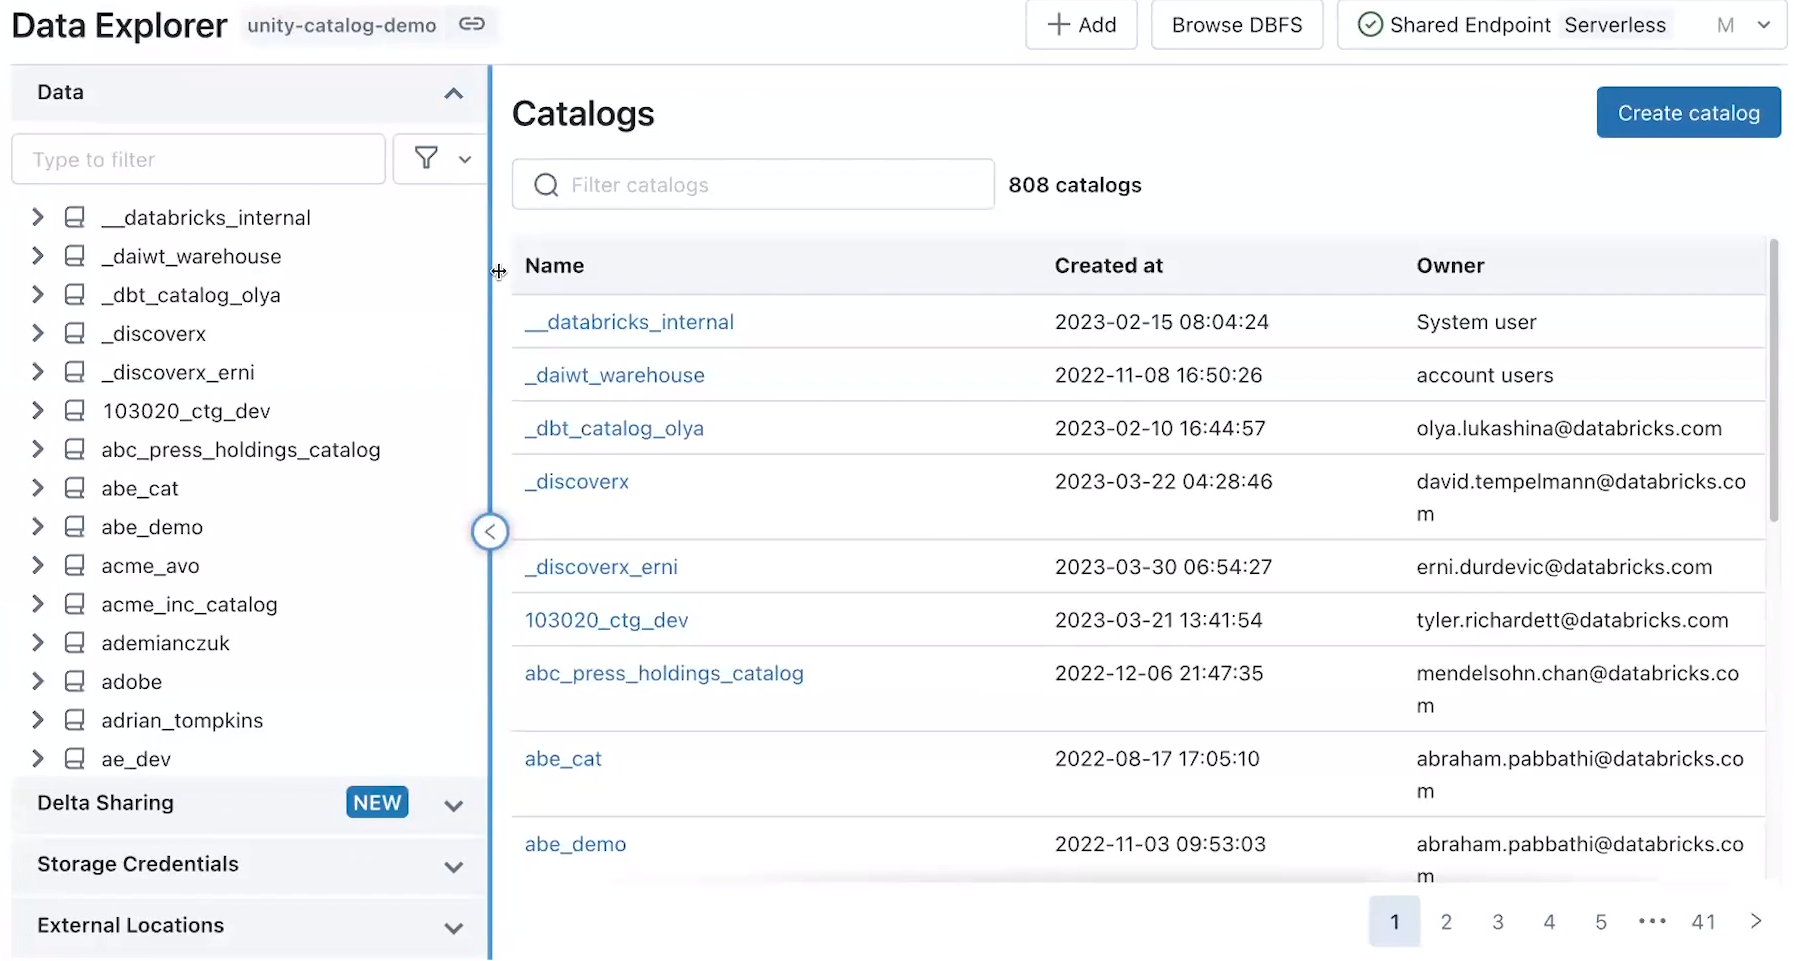 Data Explorer unity-catalog-demo
Add
Browse DBFS
Shared Endpoint Serverless M
Data
Type to filter
__databricks_internal
_daiwt_warehouse
_dbt_catalog_olya
_discoverx
_discoverx_erni
103020_ctg_dev
abc_press_holdings_catalog
abe_cat
abe_demo
acme_avo
acme_inc_catalog
ademianczuk
adobe
adrian_tompkins
ae_dev
Delta Sharing NEW
Storage Credentials
External Locations
Catalogs
Create catalog
Filter catalogs
808 catalogs
Name Created at Owner
__databricks_internal 2023-02-15 08:04:24 System user
_daiwt_warehouse 2022-11-08 16:50:26 account users
_dbt_catalog_olya 2023-02-10 16:44:57 olya.lukashina@databricks.com
_discoverx 2023-03-22 04:28:46 david.tempelmann@databricks.co
m
_discoverx_erni 2023-03-30 06:54:27 erni.durdevic@databricks.com
103020_ctg_dev 2023-03-21 13:41:54 tyler.richardett@databricks.com
abc_press_holdings_catalog 2022-12-06 21:47:35 mendelsohn.chan@databricks.co
m
abe_cat 2022-08-17 17:05:10 abraham.pabbathi@databricks.co
m
abe_demo 2022-11-03 09:53:03 abraham.pabbathi@databricks.co
m
1 2 3 4 5 ••• 41